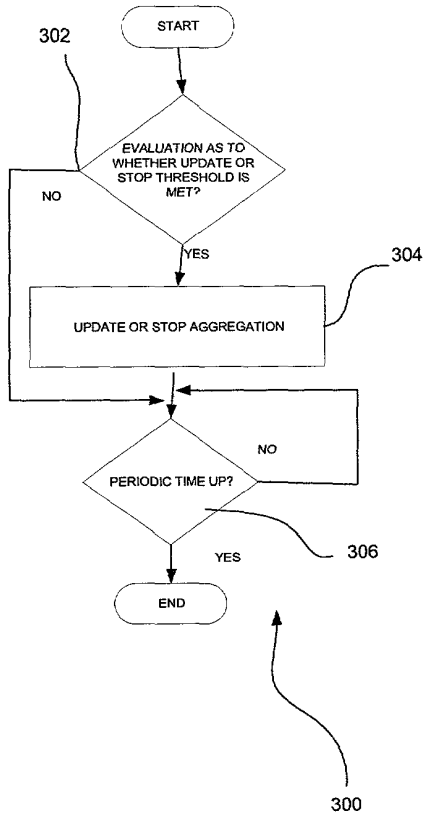 START
302
EVALUATION AS TO
WHETHER UPDATE OR
STOP THRESHOLD IS
MET?
NO
YES
304
UPDATE OR STOP AGGREGATION
NO
PERIODIC TIME UP?
306
YES
END
300